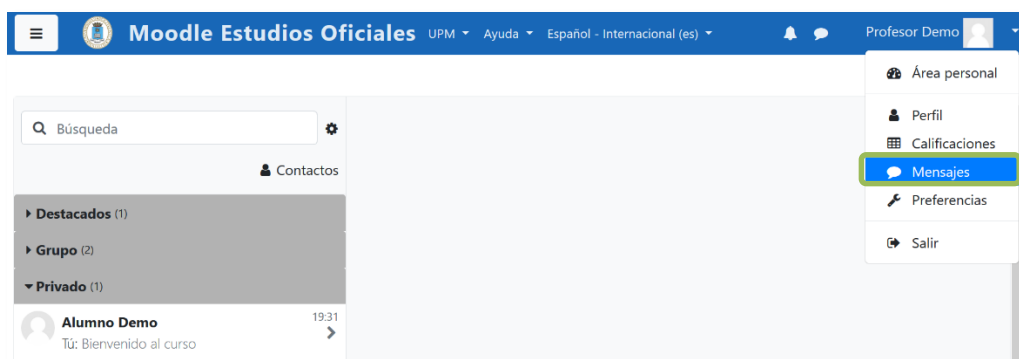 Moodle Estudios Oficiales UPM Ayuda Español - Internacional (es) Profesor Demo
Área personal
Perfil
Calificaciones
Mensajes
Preferencias
Salir
Búsqueda
Contactos
Destacados (1)
Grupo (2)
Privado (1)
Alumno Demo 19:31
Tú: Bienvenido al curso